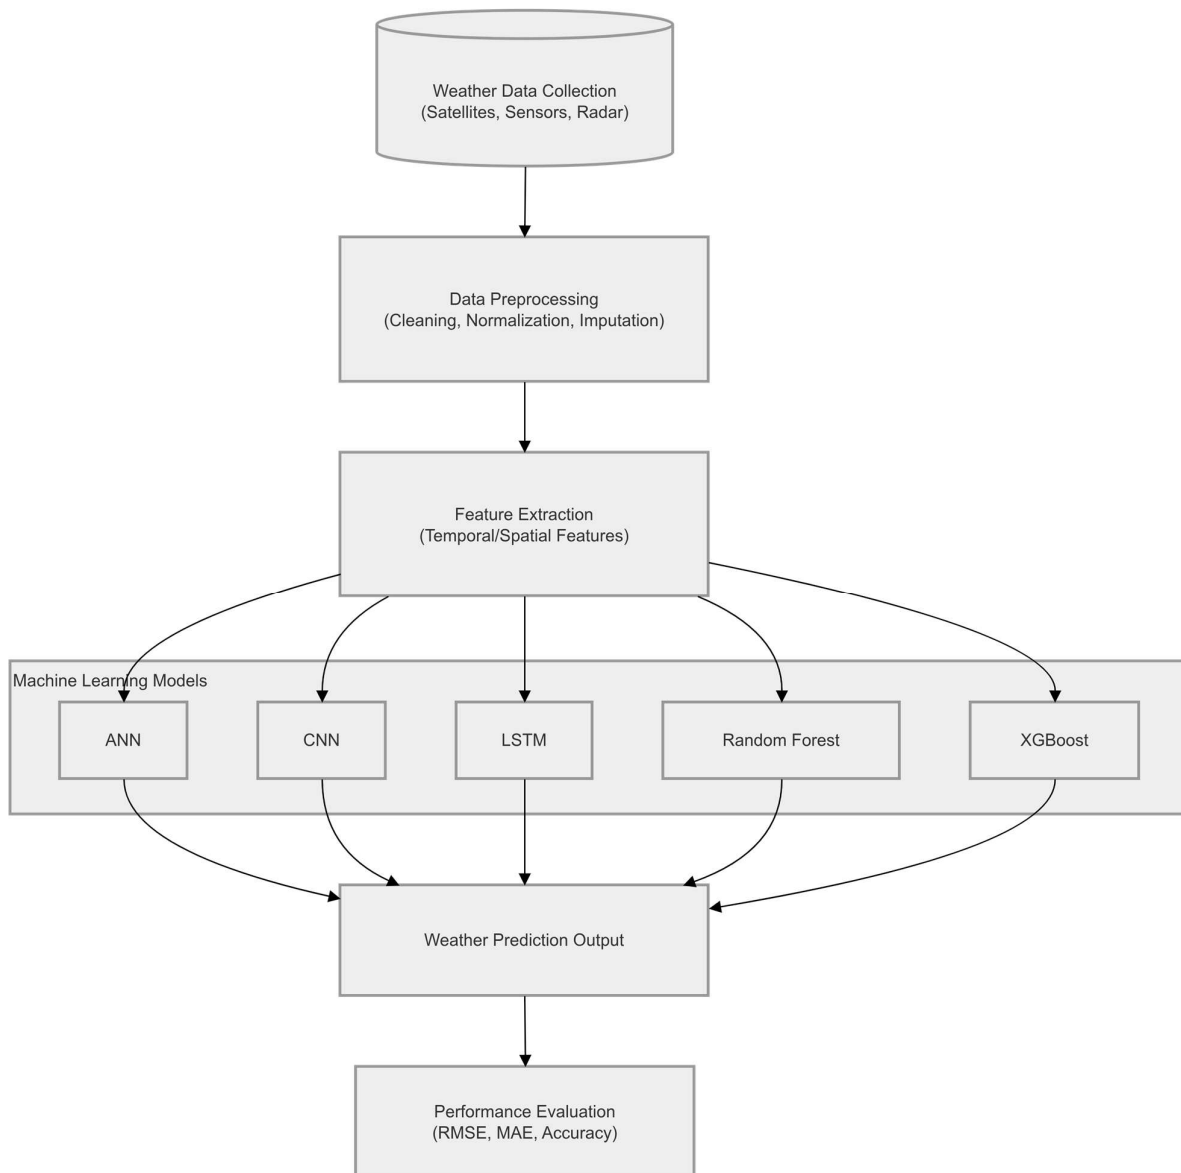 Weather Data Collection
(Satellites, Sensors, Radar)
Data Preprocessing
(Cleaning, Normalization, Imputation)
Feature Extraction
(Temporal/Spatial Features)
Machine Learning Models
ANN
CNN
LSTM
Random Forest
XGBoost
Weather Prediction Output
Performance Evaluation
(RMSE, MAE, Accuracy)